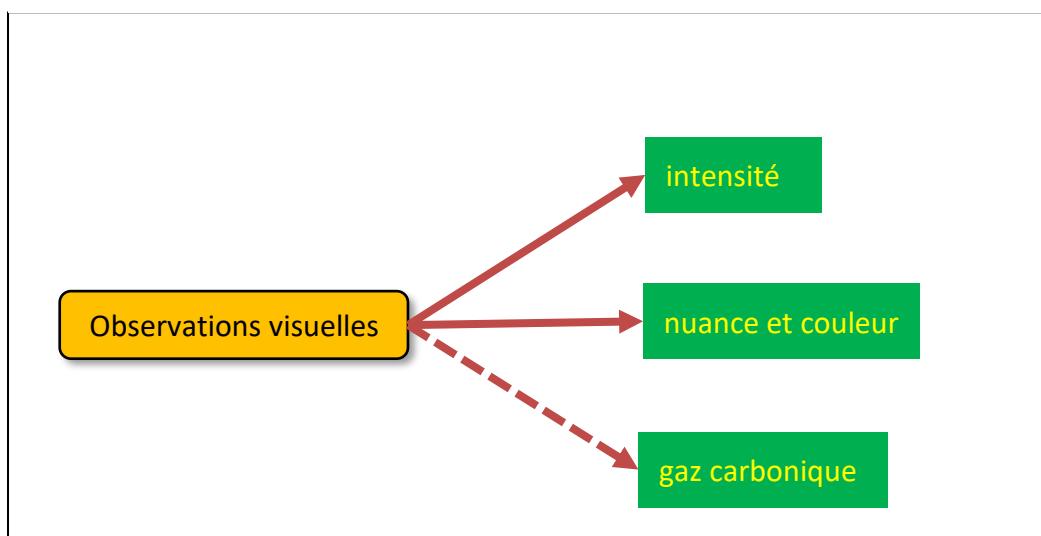 intensité
Observations visuelles
nuance et couleur
gaz carbonique